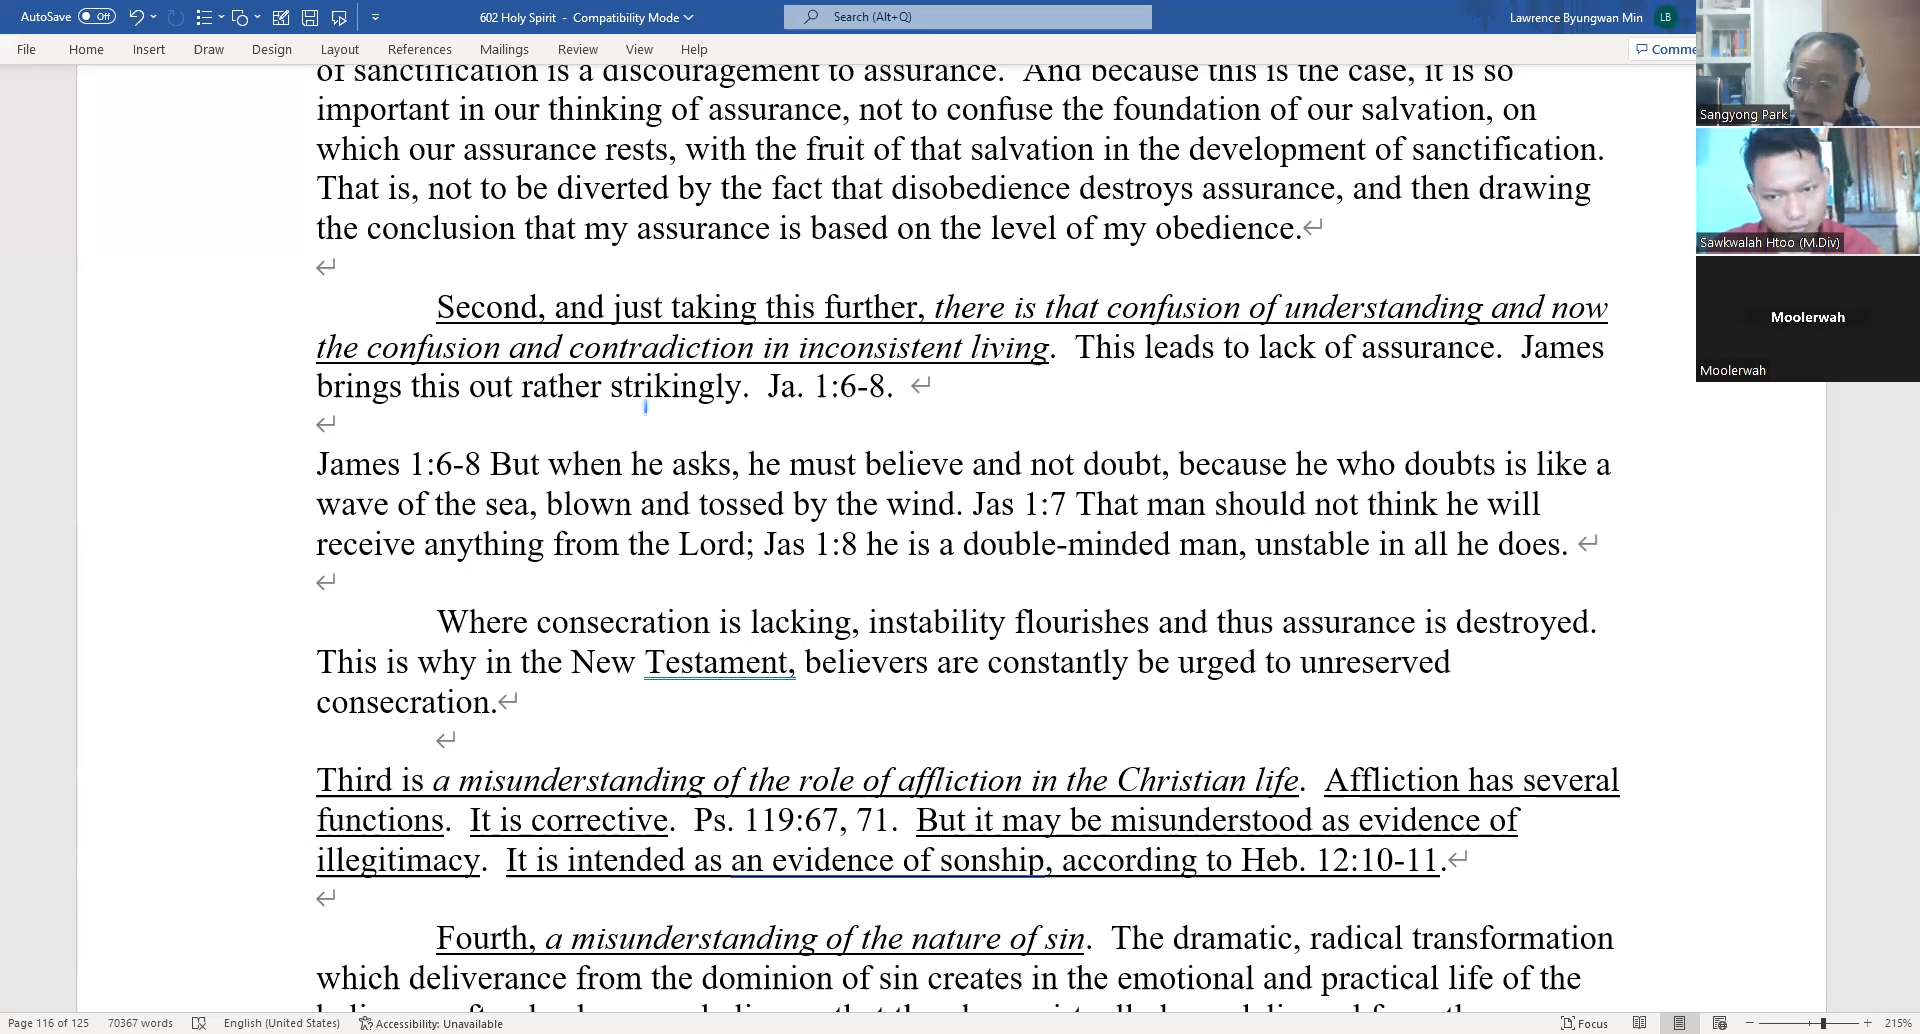 AutoSave Off 602 Holy Spirit - Compatibility Mode Search (Alt+Q) Lawrence Byungwan Min LB
File Home Insert Draw Design Layout References Mailings Review View Help Comme
of sanctification is a discouragement to assurance. And because this is the case, it is so
important in our thinking of assurance, not to confuse the foundation of our salvation, on
which our assurance rests, with the fruit of that salvation in the development of sanctification.
That is, not to be diverted by the fact that disobedience destroys assurance, and then drawing
the conclusion that my assurance is based on the level of my obedience.
Second, and just taking this further, there is that confusion of understanding and now
the confusion and contradiction in inconsistent living. This leads to lack of assurance. James
brings this out rather strikingly. Ja. 1:6-8.
James 1:6-8 But when he asks, he must believe and not doubt, because he who doubts is like a
wave of the sea, blown and tossed by the wind. Jas 1:7 That man should not think he will
receive anything from the Lord; Jas 1:8 he is a double-minded man, unstable in all he does.
Where consecration is lacking, instability flourishes and thus assurance is destroyed.
This is why in the New Testament, believers are constantly be urged to unreserved
consecration.
Third is a misunderstanding of the role of affliction in the Christian life. Affliction has several
functions. It is corrective. Ps. 119:67, 71. But it may be misunderstood as evidence of
illegitimacy. It is intended as an evidence of sonship, according to Heb. 12:10-11.
Fourth, a misunderstanding of the nature of sin. The dramatic, radical transformation
which deliverance from the dominion of sin creates in the emotional and practical life of the
Sangyong Park
Sawkwalah Htoo (M.Div)
Moolerwah
Moolerwah
Page 116 of 125 70367 words English (United States) Accessibility: Unavailable Focus 215%